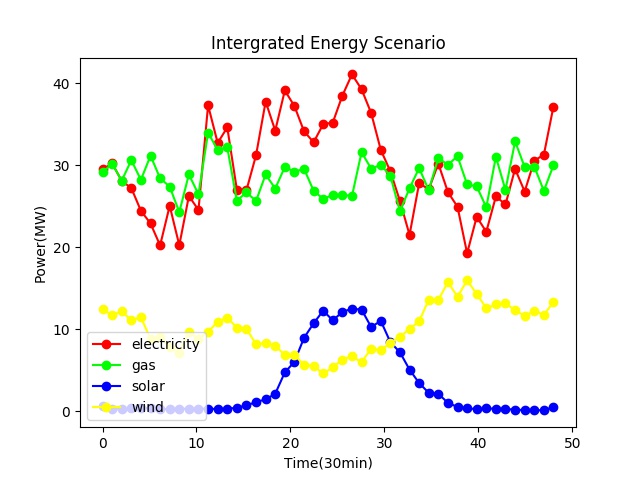 Intergrated Energy Scenario
Power(MW)
40
30
20
10
0
electricity
gas
solar
wind
0 10 20 30 40 50
Time(30min)